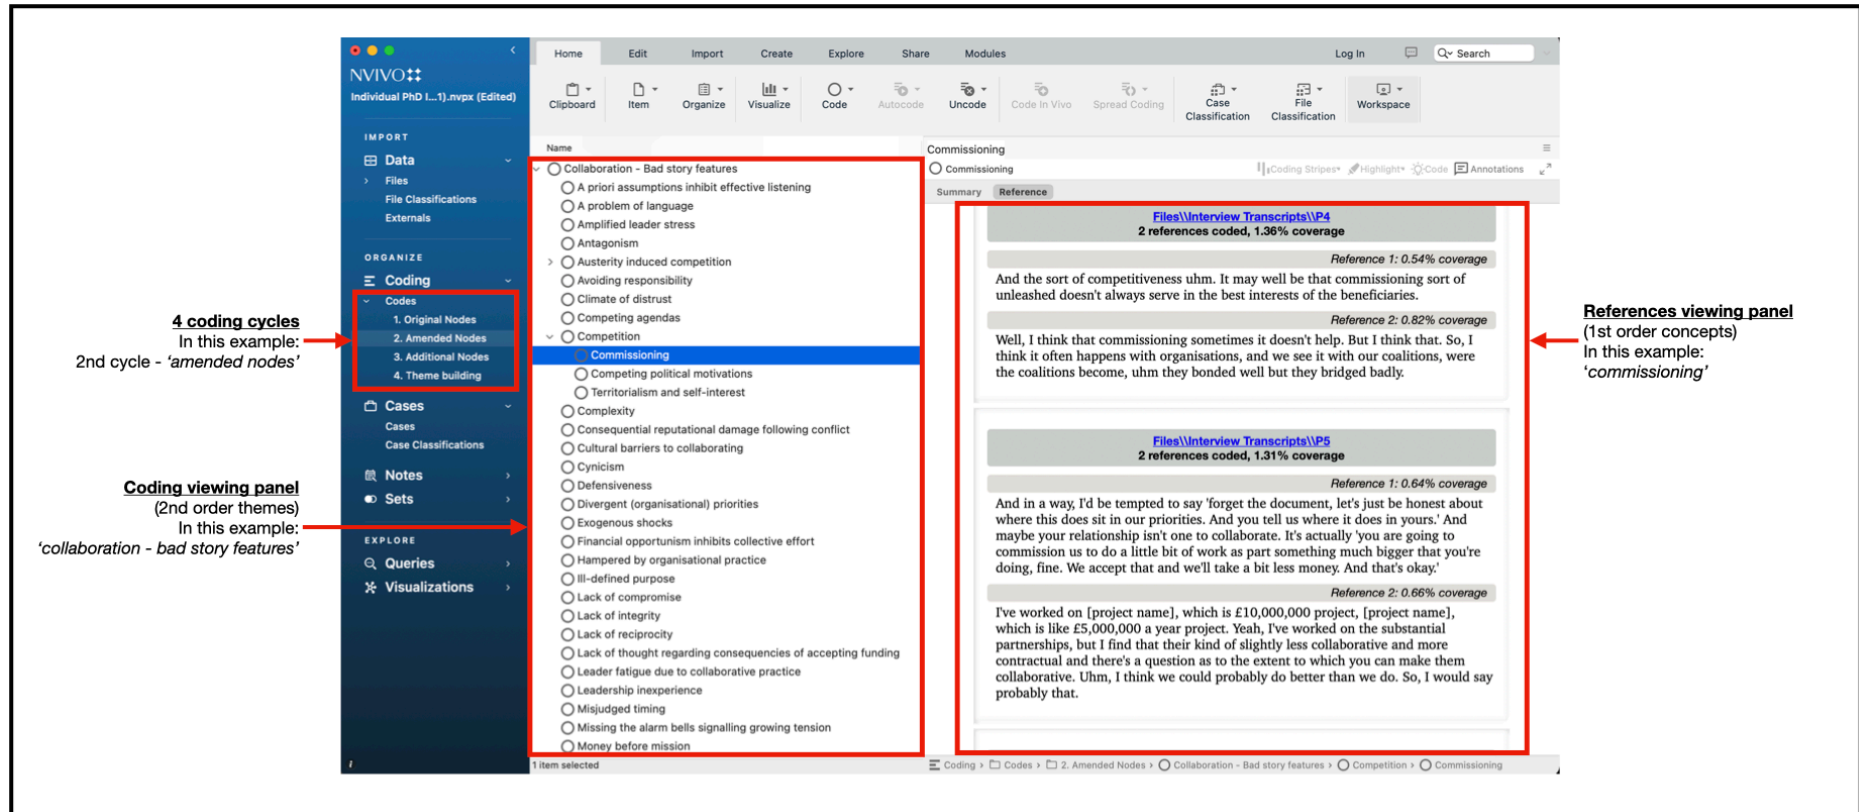 NVIVO
Individual PhD I...1).nvpx (Edited)
IMPORT
Data
Files
File Classifications
Externals
ORGANIZE
Coding
Codes
1. Original Nodes
2. Amended Nodes
3. Additional Nodes
4. Theme building
Cases
Cases
Case Classifications
Notes
Sets
EXPLORE
Queries
Visualizations
4 coding cycles
In this example:
2nd cycle - 'amended nodes'
Coding viewing panel
(2nd order themes)
In this example:
'collaboration - bad story features'
Home Edit Import Create Explore Share Modules Log In Search
Clipboard Item Organize Visualize Code Autocode Uncode Code In Vivo Spread Coding Case Classification File Classification Workspace
Name
Collaboration - Bad story features
A priori assumptions inhibit effective listening
A problem of language
Amplified leader stress
Antagonism
Austerity induced competition
Avoiding responsibility
Climate of distrust
Competing agendas
Competition
Commissioning
Competing political motivations
Territorialism and self-interest
Complexity
Consequential reputational damage following conflict
Cultural barriers to collaborating
Cynicism
Defensiveness
Divergent (organisational) priorities
Exogenous shocks
Financial opportunism inhibits collective effort
Hampered by organisational practice
Ill-defined purpose
Lack of compromise
Lack of integrity
Lack of reciprocity
Lack of thought regarding consequencies of accepting funding
Leader fatigue due to collaborative practice
Leadership inexperience
Misjudged timing
Missing the alarm bells signalling growing tension
Money before mission
1 item selected
Commissioning
Commissioning Coding Stripes Highlight Code Annotations
Summary Reference
Files\\Interview Transcripts\\P4
2 references coded, 1.36% coverage
Reference 1: 0.54% coverage
And the sort of competitiveness uhm. It may well be that commissioning sort of
unleashed doesn't always serve in the best interests of the beneficiaries.
Reference 2: 0.82% coverage
Well, I think that commissioning sometimes it doesn't help. But I think that. So, I
think it often happens with organisations, and we see it with our coalitions, were
the coalitions become, uhm they bonded well but they bridged badly.
Files\\Interview Transcripts\\P5
2 references coded, 1.31% coverage
Reference 1: 0.64% coverage
And in a way, I'd be tempted to say 'forget the document, let's just be honest about
where this does sit in our priorities. And you tell us where it does in yours.' And
maybe your relationship isn't one to collaborate. It's actually 'you are going to
commission us to do a little bit of work as part something much bigger that you're
doing, fine. We accept that and we'll take a bit less money. And that's okay.'
Reference 2: 0.66% coverage
I've worked on [project name], which is £10,000,000 project, [project name],
which is like £5,000,000 a year project. Yeah, I've worked on the substantial
partnerships, but I find that their kind of slightly less collaborative and more
contractual and there's a question as to the extent to which you can make them
collaborative. Uhm, I think we could probably do better than we do. So, I would say
probably that.
Coding › Codes › 2. Amended Nodes › Collaboration - Bad story features › Competition › Commissioning
References viewing panel
(1st order concepts)
In this example:
'commissioning'